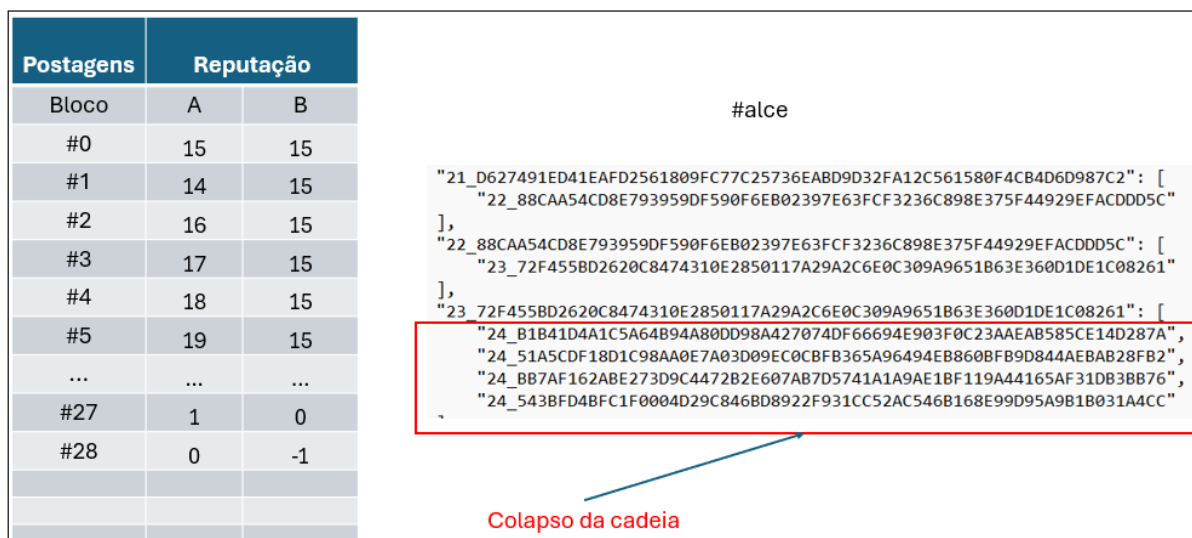 Postagens Reputação
Bloco A B
#0 15 15
#1 14 15
#2 16 15
#3 17 15
#4 18 15
#5 19 15
... ... ...
#27 1 0
#28 0 -1
#alce
"21_D627491ED41EAFD2561809FC77C25736EABD9D32FA12C561580F4CB4D6D987C2": [
"22_88CAA54CD8E793959DF590F6EB02397E63FCF3236C898E375F44929EFACDDD5C"
],
"22_88CAA54CD8E793959DF590F6EB02397E63FCF3236C898E375F44929EFACDDD5C": [
"23_72F455BD2620C8474310E2850117A29A2C6E0C309A9651B63E360D1DE1C08261"
],
"23_72F455BD2620C8474310E2850117A29A2C6E0C309A9651B63E360D1DE1C08261": [
"24_B1B41D4A1C5A64B94A80DD98A427074DF66694E903F0C23AAEAB585CE14D287A",
"24_51A5CDF18D1C98AA0E7A03D09EC0CBFB365A96494EB860BFB9D844AEBAB28FB2",
"24_BB7AF162ABE273D9C4472B2E607AB7D5741A1A9AE1BF119A44165AF31DB3BB76",
"24_543BFD4BFC1F0004D29C846BD8922F931CC52AC546B168E99D95A9B1B031A4CC"
Colapso da cadeia